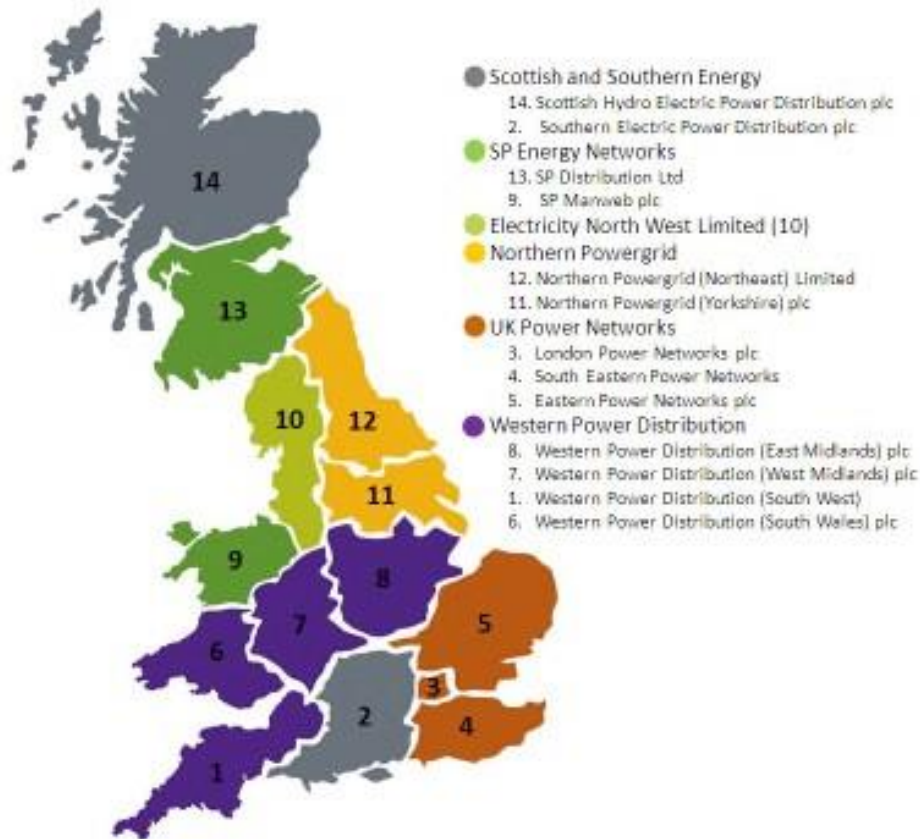 Scottish and Southern Energy
14. Scottish Hydro Electric Power Distribution plc
2. Southern Electric Power Distribution plc
SP Energy Networks
13. SP Distribution Ltd
9. SP Manweb plc
Electricity North West Limited (10)
Northern Powergrid
12. Northern Powergrid (Northeast) Limited
11. Northern Powergrid (Yorkshire) plc
UK Power Networks
3. London Power Networks plc
4. South Eastern Power Networks
5. Eastern Power Networks plc
Western Power Distribution
8. Western Power Distribution (East Midlands) plc
7. Western Power Distribution (West Midlands) plc
1. Western Power Distribution (South West)
6. Western Power Distribution (South Wales) plc
14
13
10
12
11
9
8
7
6
5
3
2
4
1